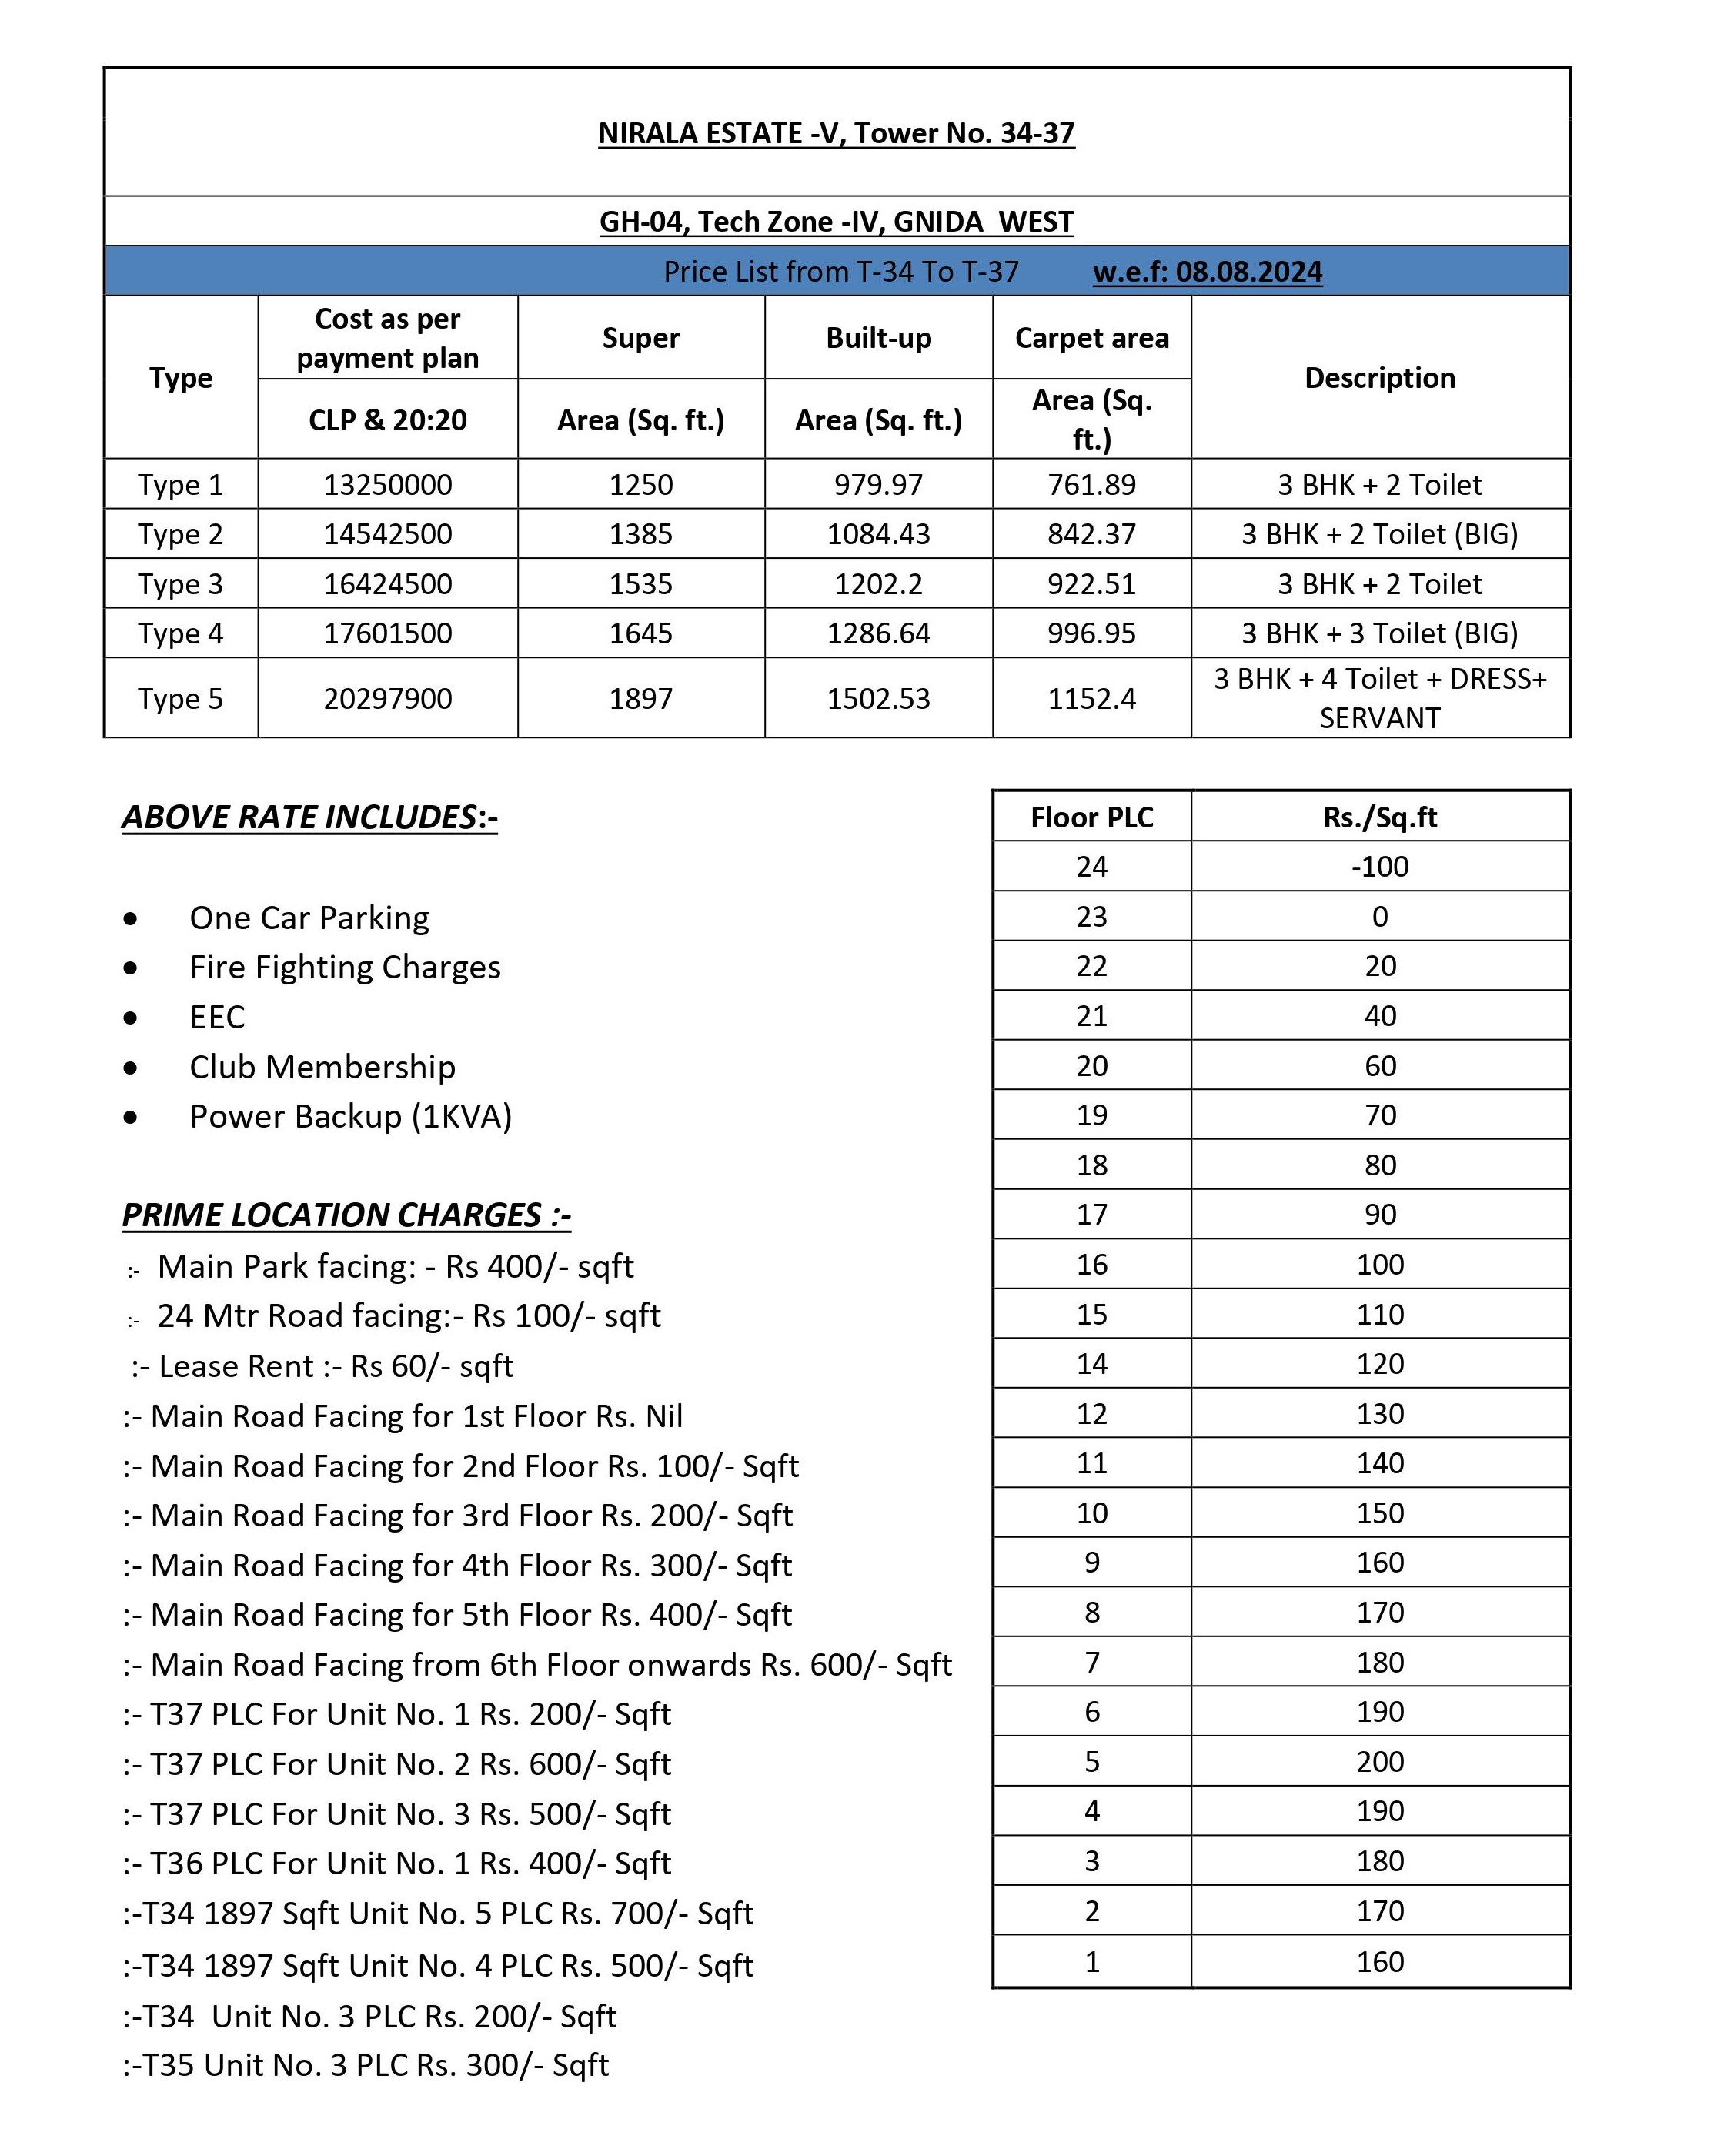 NIRALA ESTATE -V, Tower No. 34-37
GH-04, Tech Zone -IV, GNIDA WEST
Price List from T-34 To T-37 w.e.f: 08.08.2024
Type Cost as per payment plan Super Built-up Carpet area Description
CLP & 20:20 Area (Sq. ft.) Area (Sq. ft.) Area (Sq. ft.)
Type 1 13250000 1250 979.97 761.89 3 BHK + 2 Toilet
Type 2 14542500 1385 1084.43 842.37 3 BHK + 2 Toilet (BIG)
Type 3 16424500 1535 1202.2 922.51 3 BHK + 2 Toilet
Type 4 17601500 1645 1286.64 996.95 3 BHK + 3 Toilet (BIG)
Type 5 20297900 1897 1502.53 1152.4 3 BHK + 4 Toilet + DRESS+ SERVANT
ABOVE RATE INCLUDES:-
• One Car Parking
• Fire Fighting Charges
• EEC
• Club Membership
• Power Backup (1KVA)
PRIME LOCATION CHARGES :-
:- Main Park facing: - Rs 400/- sqft
:- 24 Mtr Road facing:- Rs 100/- sqft
:- Lease Rent :- Rs 60/- sqft
:- Main Road Facing for 1st Floor Rs. Nil
:- Main Road Facing for 2nd Floor Rs. 100/- Sqft
:- Main Road Facing for 3rd Floor Rs. 200/- Sqft
:- Main Road Facing for 4th Floor Rs. 300/- Sqft
:- Main Road Facing for 5th Floor Rs. 400/- Sqft
:- Main Road Facing from 6th Floor onwards Rs. 600/- Sqft
:- T37 PLC For Unit No. 1 Rs. 200/- Sqft
:- T37 PLC For Unit No. 2 Rs. 600/- Sqft
:- T37 PLC For Unit No. 3 Rs. 500/- Sqft
:- T36 PLC For Unit No. 1 Rs. 400/- Sqft
:-T34 1897 Sqft Unit No. 5 PLC Rs. 700/- Sqft
:-T34 1897 Sqft Unit No. 4 PLC Rs. 500/- Sqft
:-T34 Unit No. 3 PLC Rs. 200/- Sqft
:-T35 Unit No. 3 PLC Rs. 300/- Sqft
Floor PLC Rs./Sq.ft
24 -100
23 0
22 20
21 40
20 60
19 70
18 80
17 90
16 100
15 110
14 120
12 130
11 140
10 150
9 160
8 170
7 180
6 190
5 200
4 190
3 180
2 170
1 160